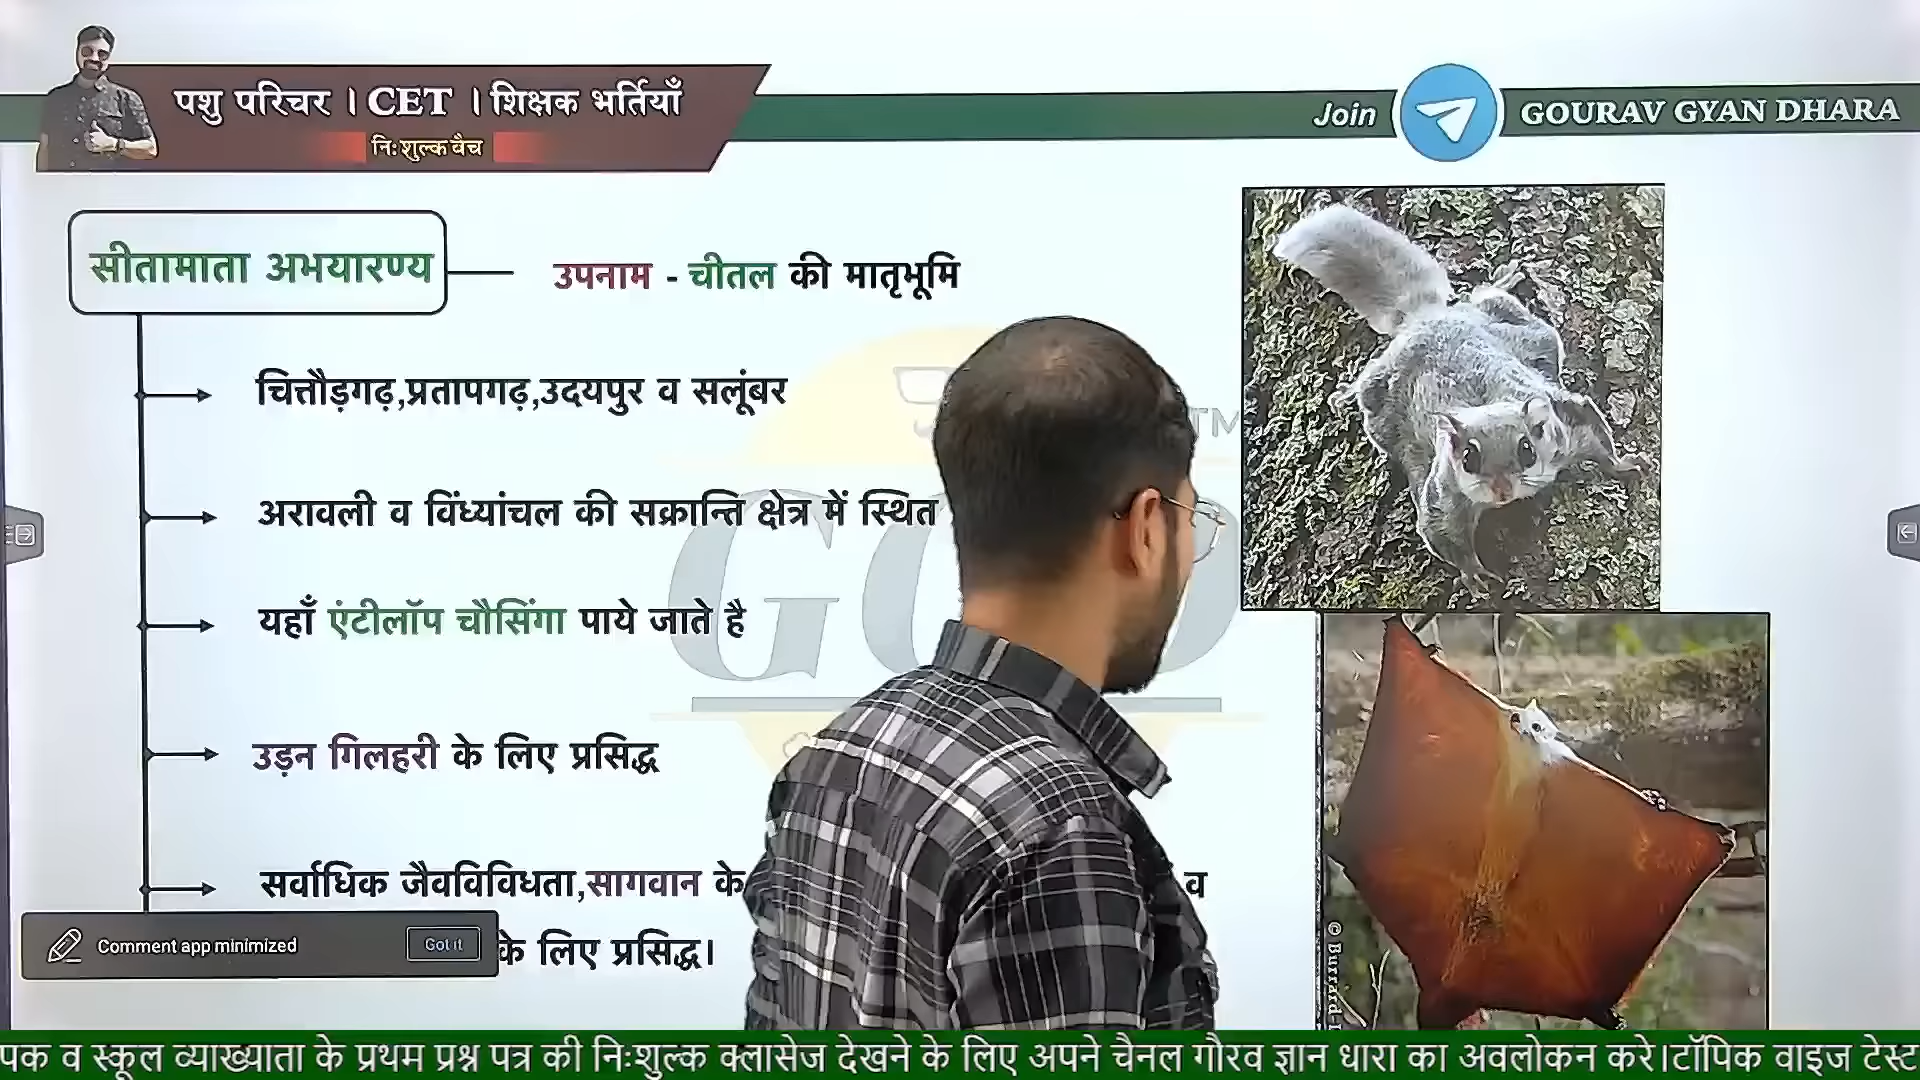 पशु परिचर । CET । शिक्षक भर्तियाँ
नि: शुल्क बैच
Join GOURAV GYAN DHARA
सीतामाता अभयारण्य
उपनाम - चीतल की मातृभूमि
चित्तौड़गढ़,प्रतापगढ़,उदयपुर व सलूंबर
TM
अरावली व विंध्यांचल की सक्रान्ति क्षेत्र में स्थित
यहाँ एंटीलॉप चौसिंगा पाये जाते है
उड़न गिलहरी के लिए प्रसिद्ध
सर्वाधिक जैवविविधता,सागवान के व
के लिए प्रसिद्ध।
Comment app minimized
Got it
पक व स्कूल व्याख्याता के प्रथम प्रश्न पत्र की निःशुल्क क्लासेज देखने के लिए अपने चैनल गौरव ज्ञान धारा का अवलोकन करे।टॉपिक वाइज टेस्ट